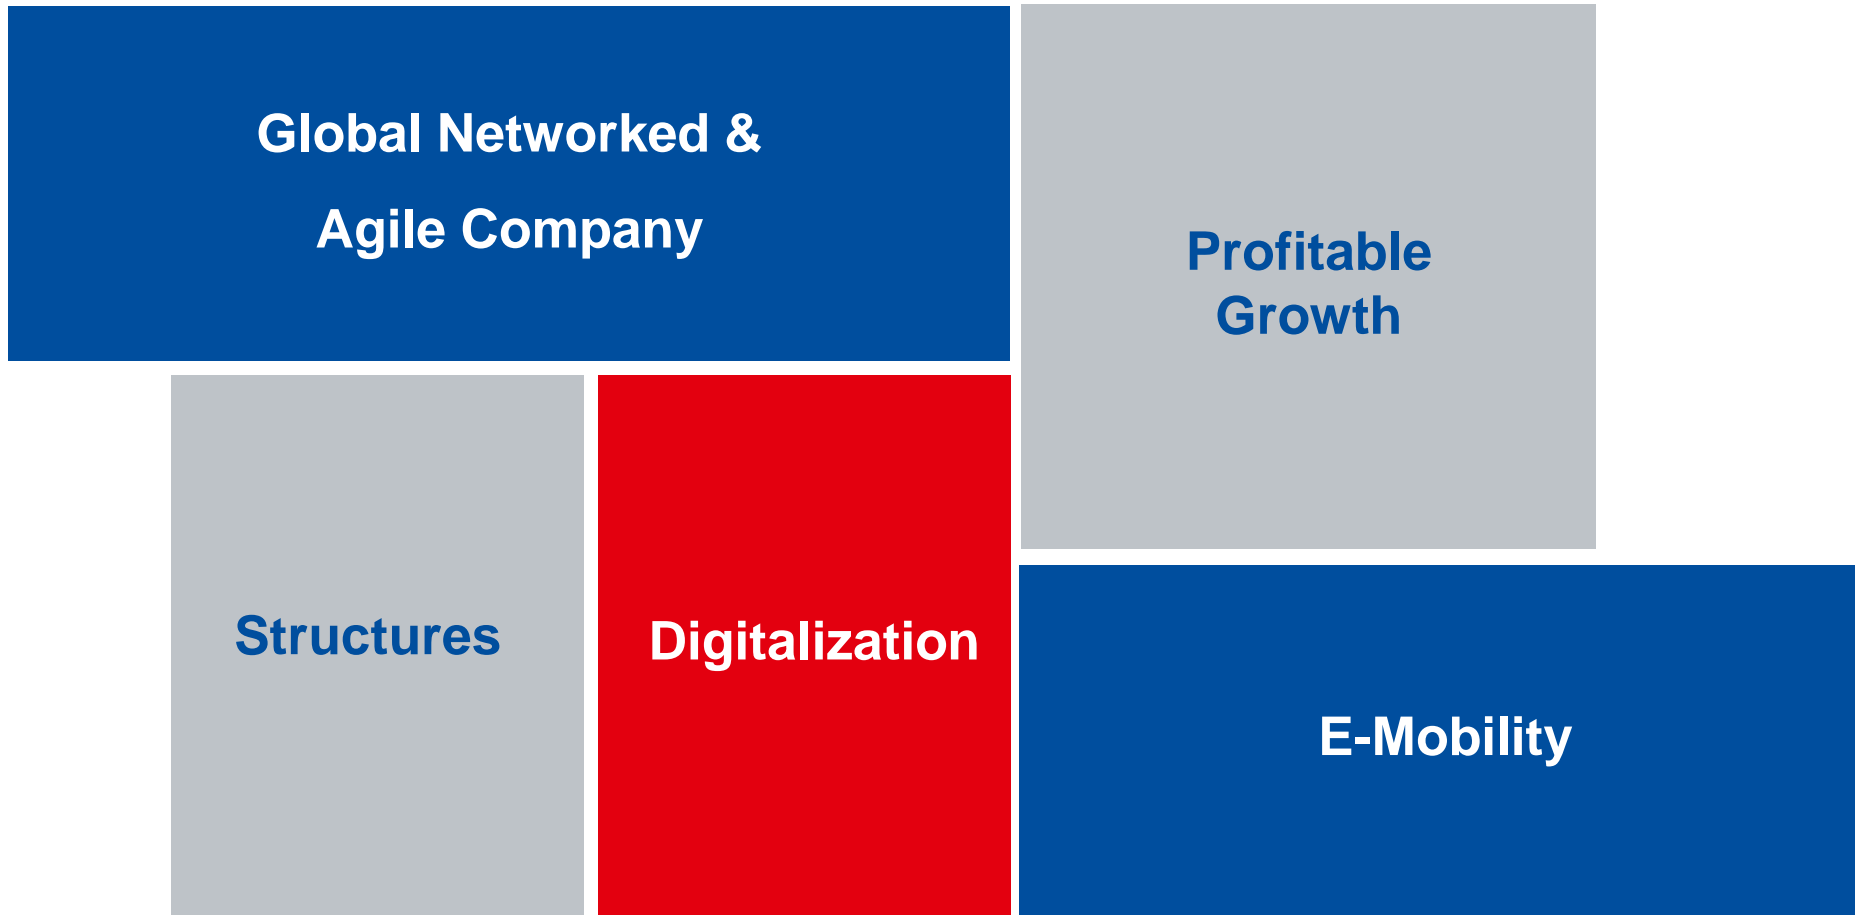 Global Networked &
Agile Company
Profitable
Growth
Structures
Digitalization
E-Mobility